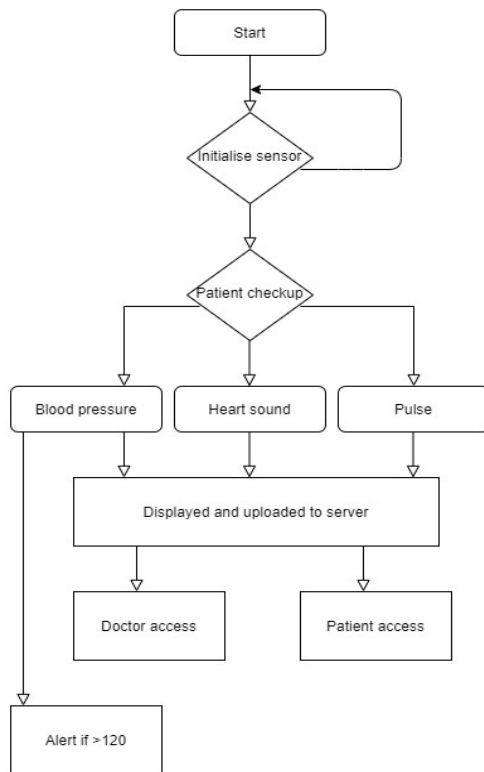 Start
Initialise sensor
Patient checkup
Blood pressure
Heart sound
Pulse
Displayed and uploaded to server
Doctor access
Patient access
Alert if >120